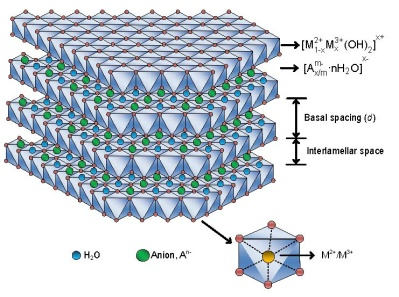 [M2+1-xM3+x(OH)2]x+
[Am-x/m·nH2O]x-
Basal spacing (d)
Interlamellar space
H2O
Anion, An-
M2+/M3+